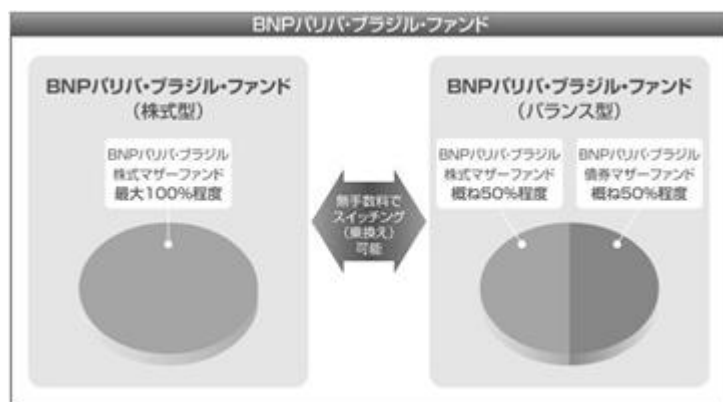 BNPパリバ・ブラジル・ファンド
BNPパリバ・ブラジル・ファンド
（株式型）
BNPパリバ・ブラジル
株式マザーファンド
最大100%程度
無手数料で
スイッチング
（乗換え）
可能
BNPパリバ・ブラジル・ファンド
（バランス型）
BNPパリバ・ブラジル
株式マザーファンド
概ね50%程度
BNPパリバ・ブラジル
債券マザーファンド
概ね50%程度